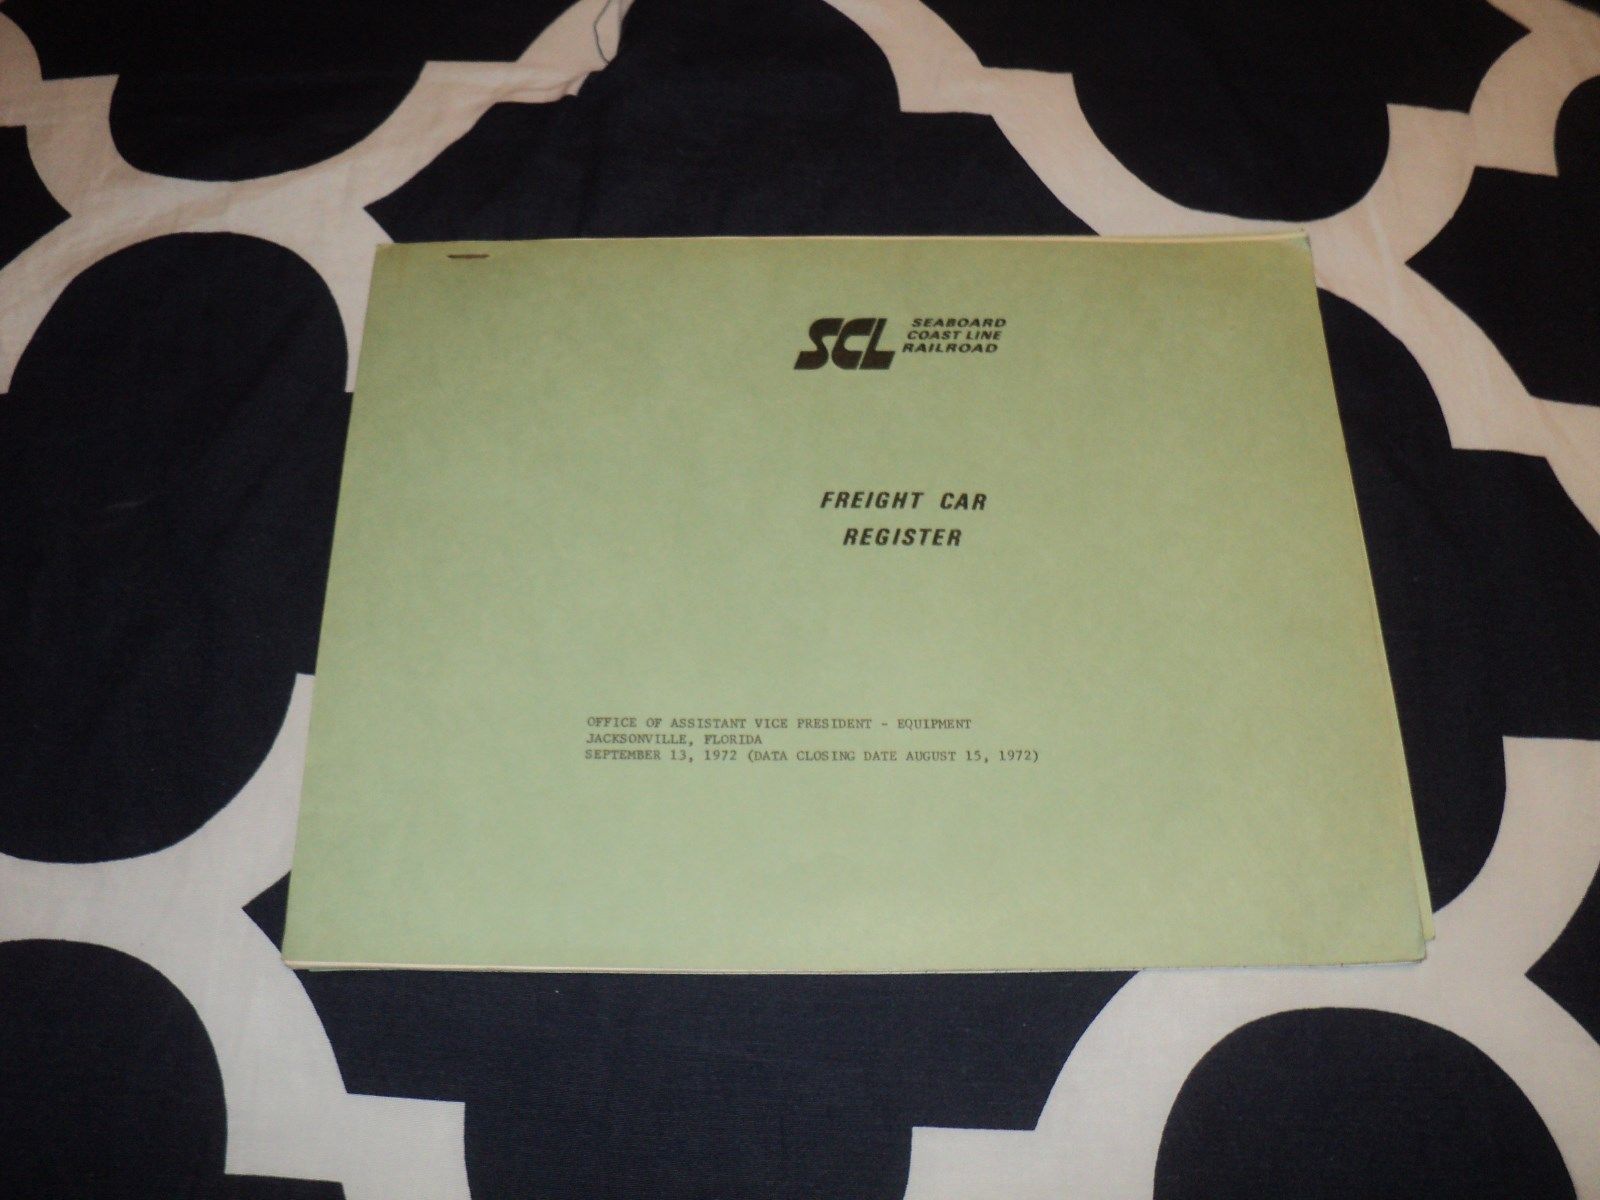 SCL
SEABOARD
COAST LINE
RAILROAD
FREIGHT CAR
REGISTER
OFFICE OF ASSISTANT VICE PRESIDENT - EQUIPMENT
JACKSONVILLE, FLORIDA
SEPTEMBER 13, 1972 (DATA CLOSING DATE AUGUST 15, 1972)